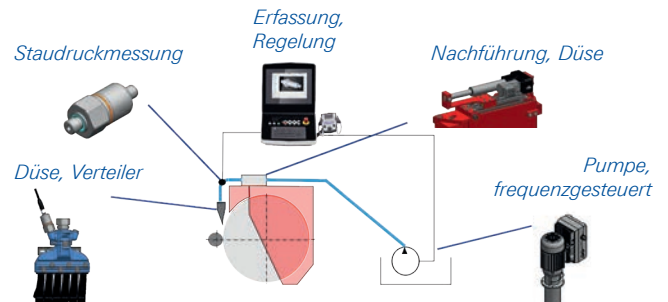 Erfassung,
Regelung
Staudruckmessung
Nachführung, Düse
Düse, Verteiler
Pumpe,
frequenzgesteuert